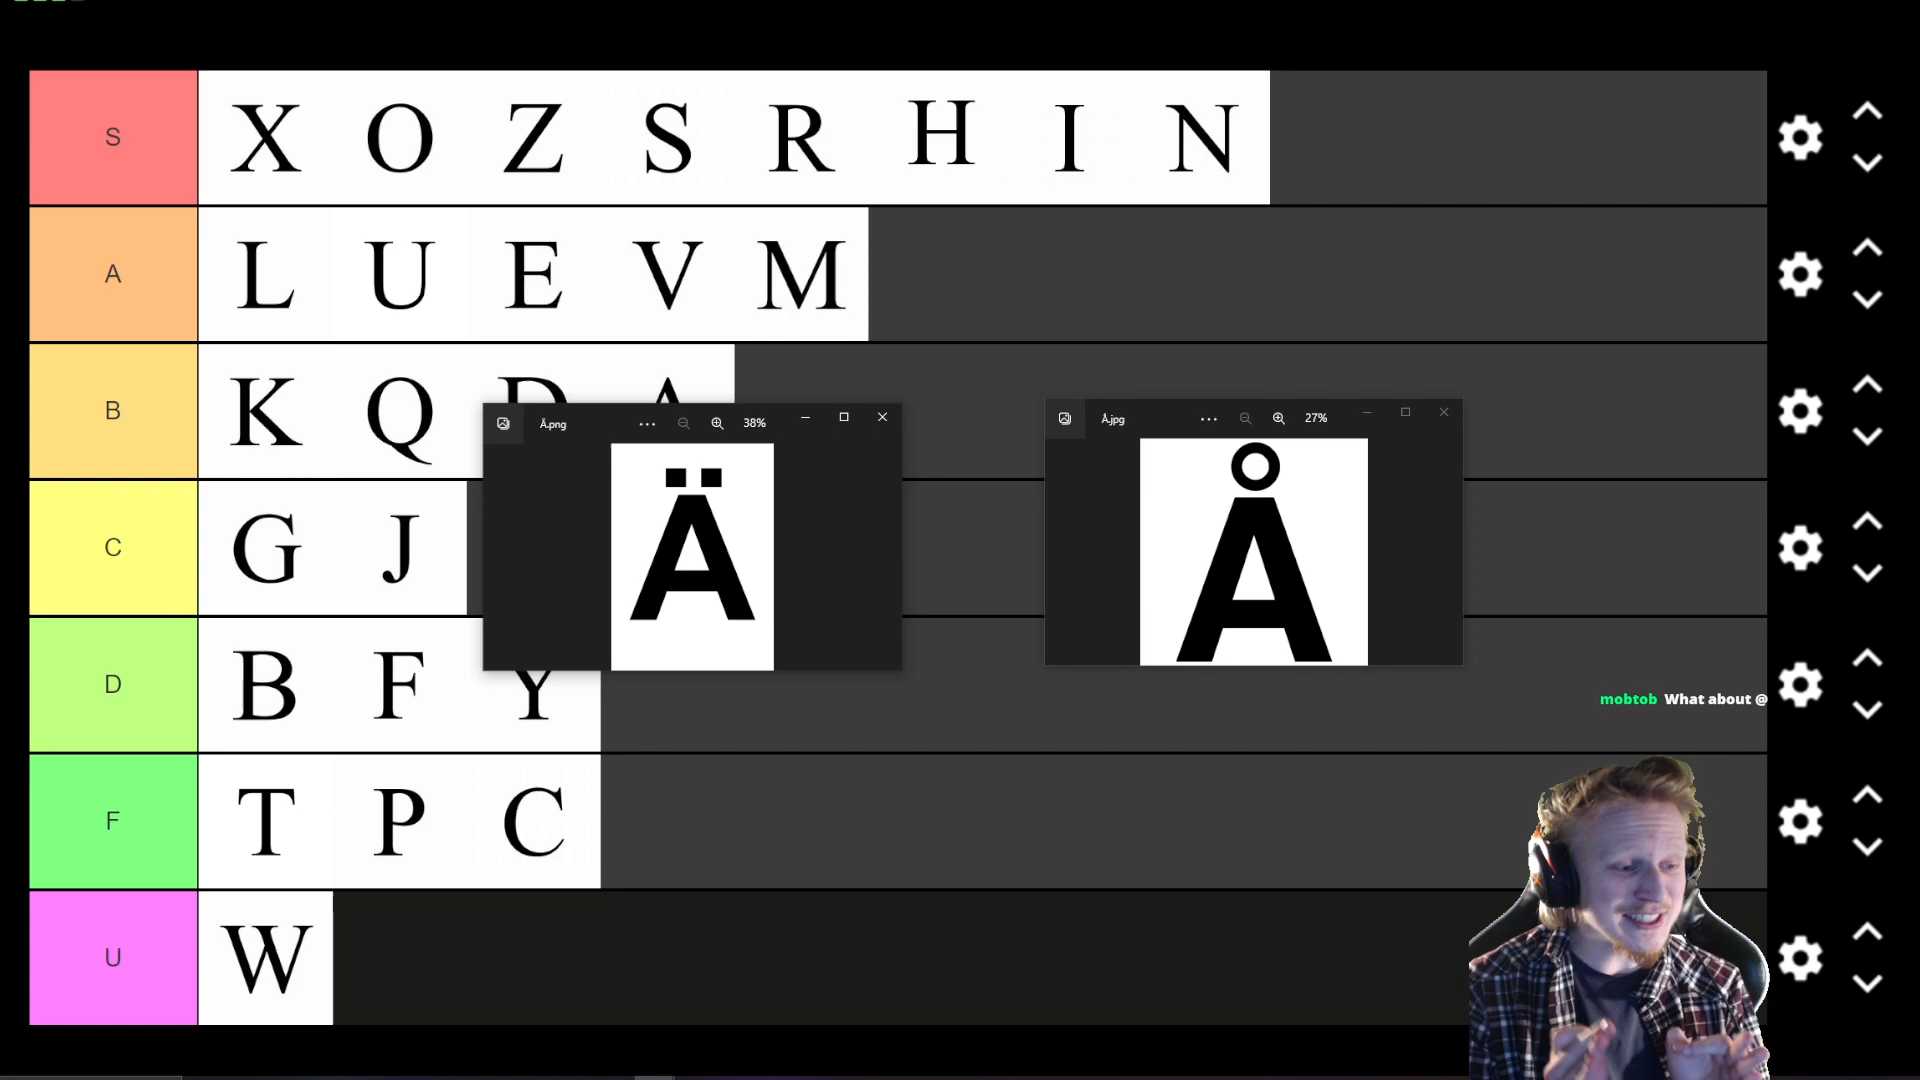 S X O Z S R H I N
A L U E V M
B K Q D A
Ä.png 38%
Å.jpg 27%
Ä
Å
C G J
D B F Y
mobtob What about @
F T P C
U W